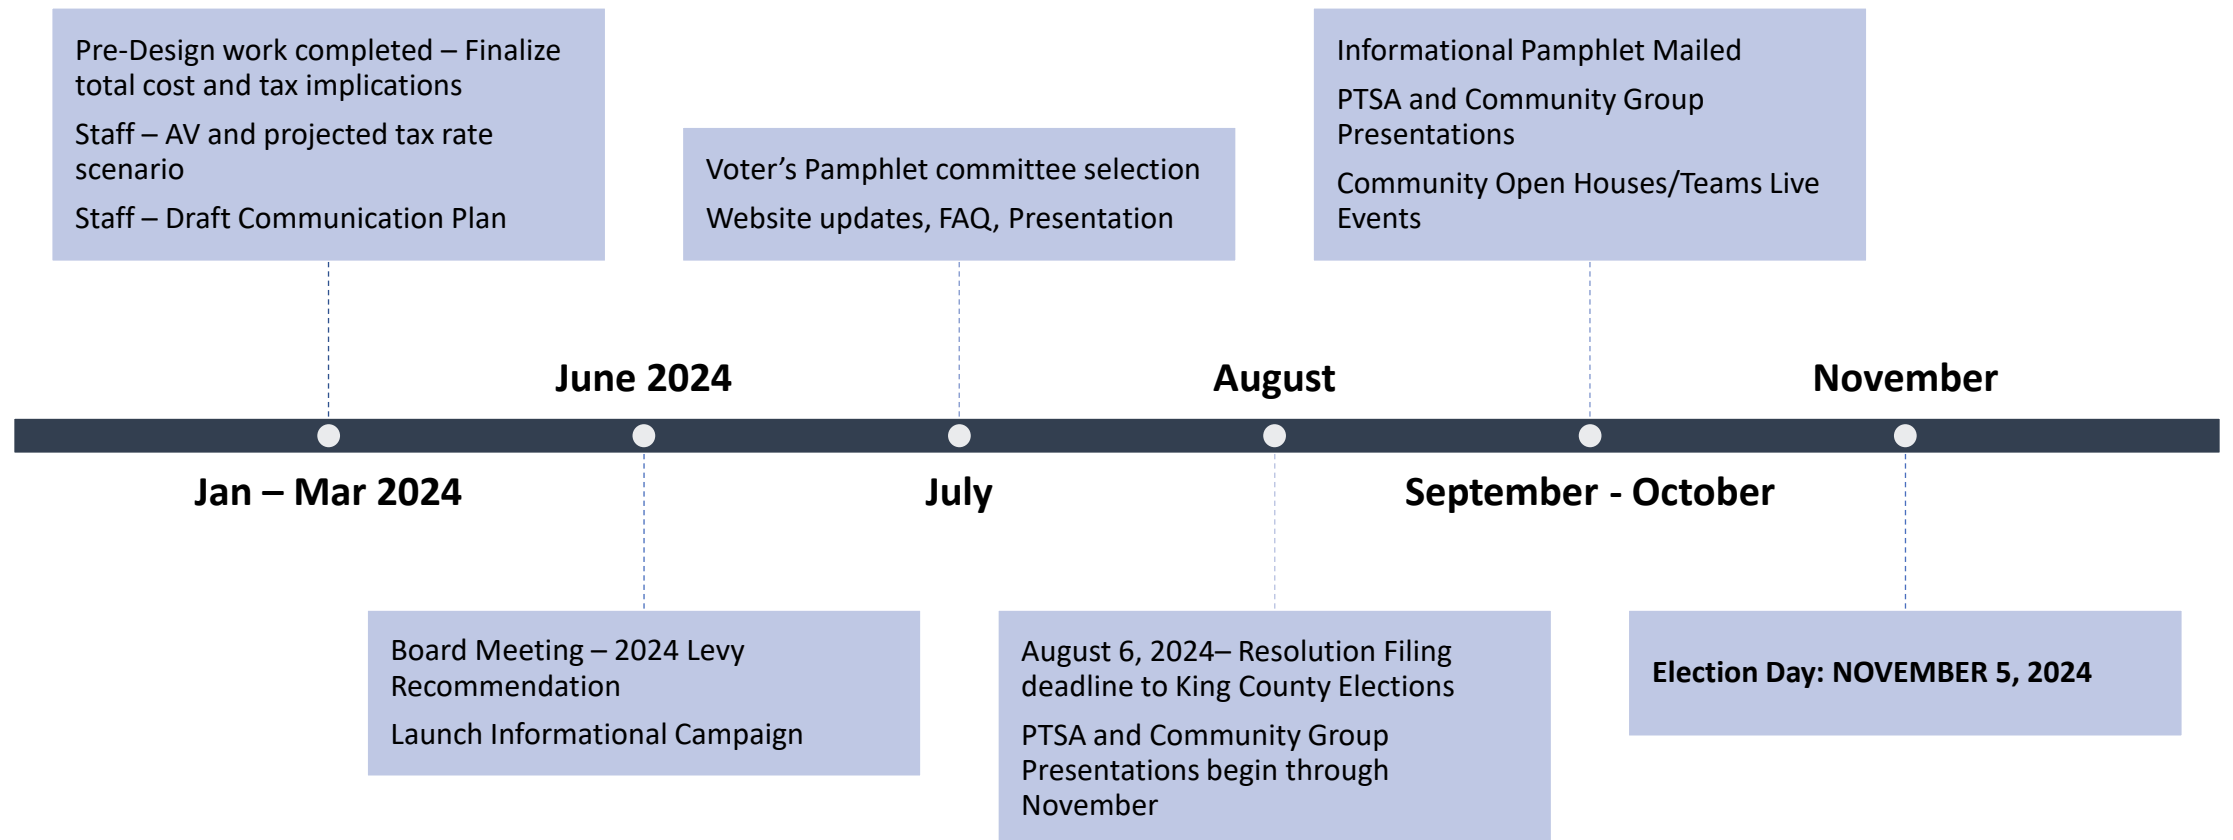 Pre-Design work completed – Finalize
total cost and tax implications
Staff – AV and projected tax rate
scenario
Staff – Draft Communication Plan
Voter’s Pamphlet committee selection
Website updates, FAQ, Presentation
Informational Pamphlet Mailed
PTSA and Community Group
Presentations
Community Open Houses/Teams Live
Events
June 2024
August
November
Jan – Mar 2024
July
September - October
Board Meeting – 2024 Levy
Recommendation
Launch Informational Campaign
August 6, 2024– Resolution Filing
deadline to King County Elections
PTSA and Community Group
Presentations begin through
November
Election Day: NOVEMBER 5, 2024